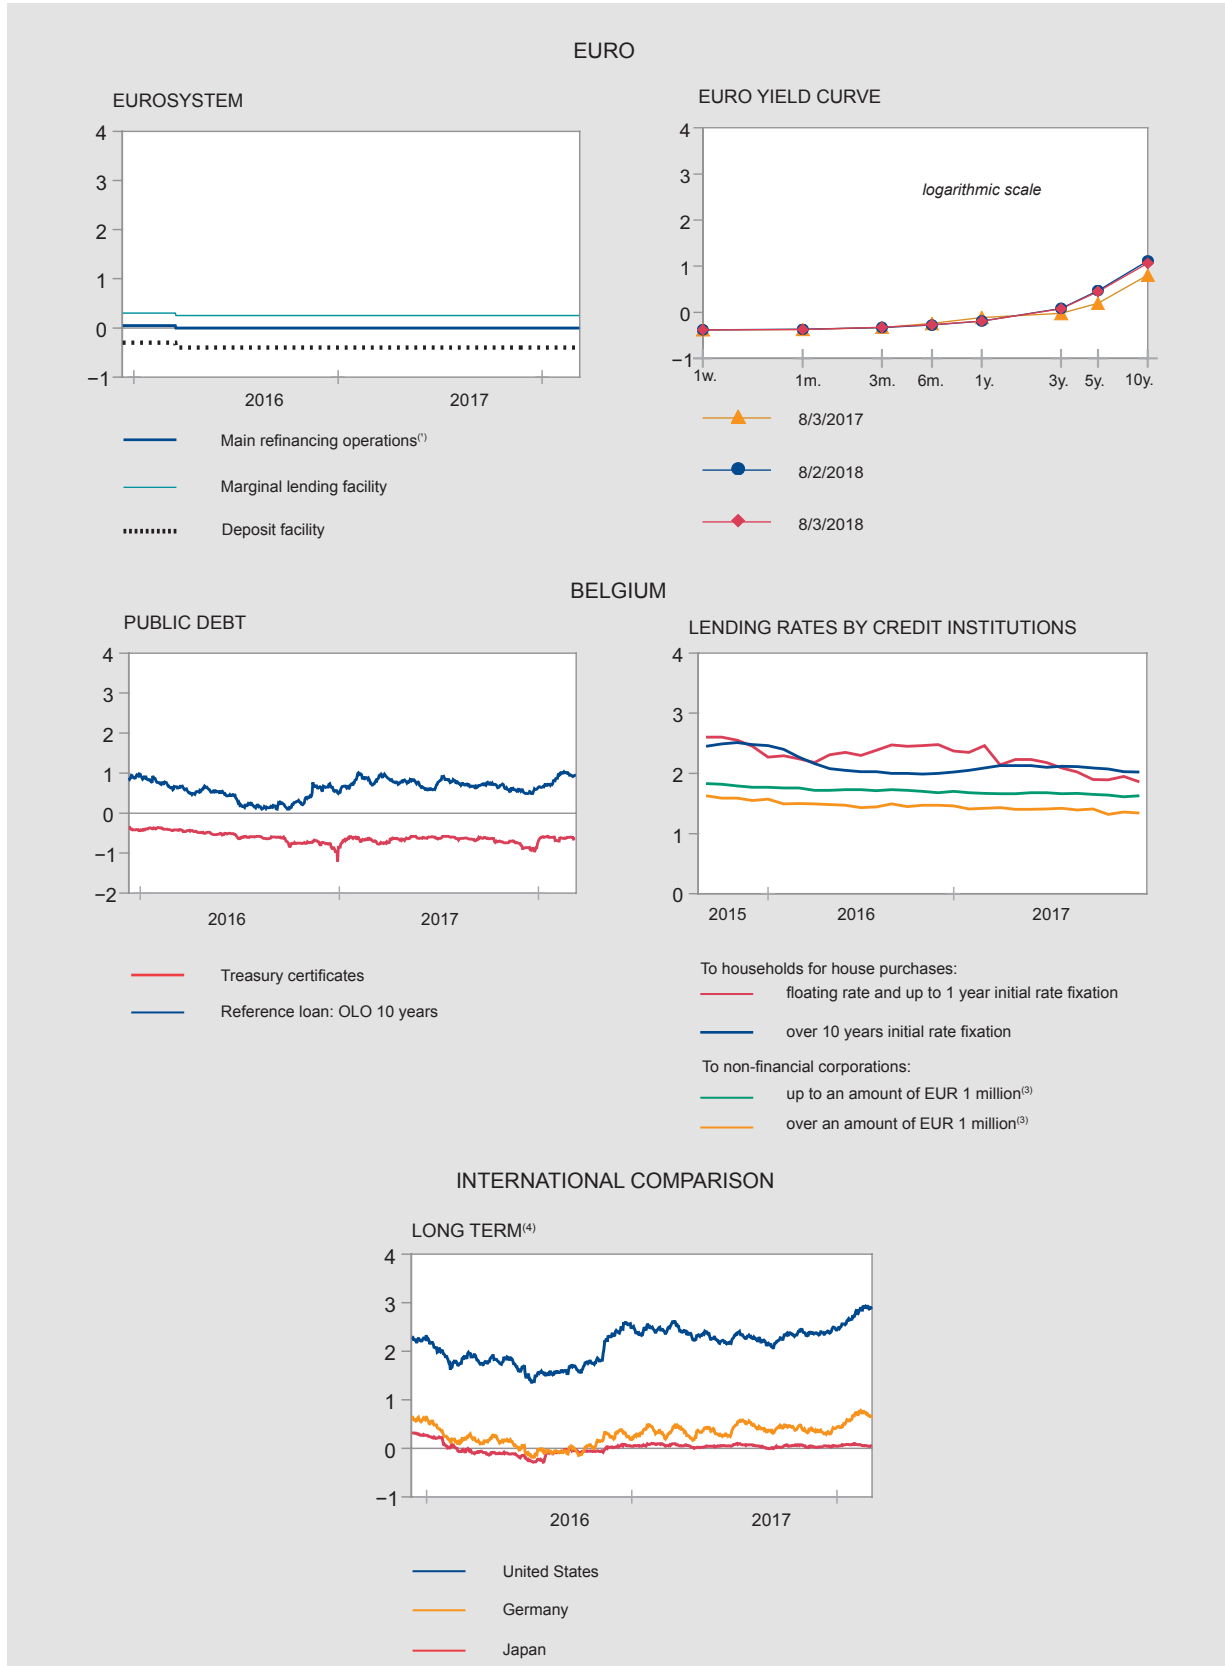 EURO
EUROSYSTEM
4
3
2
1
0
−1
2016
2017
Main refinancing operations(*)
Marginal lending facility
Deposit facility
EURO YIELD CURVE
4
3
2
1
0
−1
logarithmic scale
1w.
1m.
3m.
6m.
1y.
3y.
5y.
10y.
8/3/2017
8/2/2018
8/3/2018
BELGIUM
PUBLIC DEBT
4
3
2
1
0
−1
−2
2016
2017
Treasury certificates
Reference loan: OLO 10 years
LENDING RATES BY CREDIT INSTITUTIONS
4
3
2
1
0
2015
2016
2017
To households for house purchases:
floating rate and up to 1 year initial rate fixation
over 10 years initial rate fixation
To non-financial corporations:
up to an amount of EUR 1 million(3)
over an amount of EUR 1 million(3)
INTERNATIONAL COMPARISON
LONG TERM(4)
4
3
2
1
0
−1
2016
2017
United States
Germany
Japan